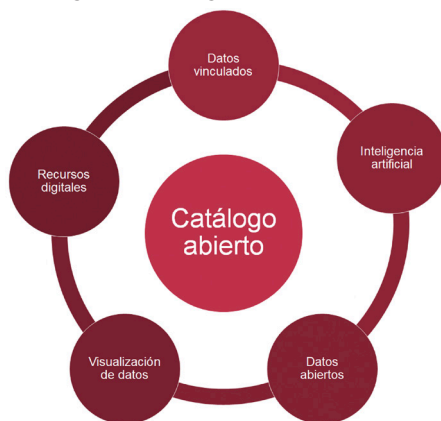 Datos
vinculados
Inteligencia
artificial
Recursos
digitales
Catálogo
abierto
Visualización
de datos
Datos
abiertos